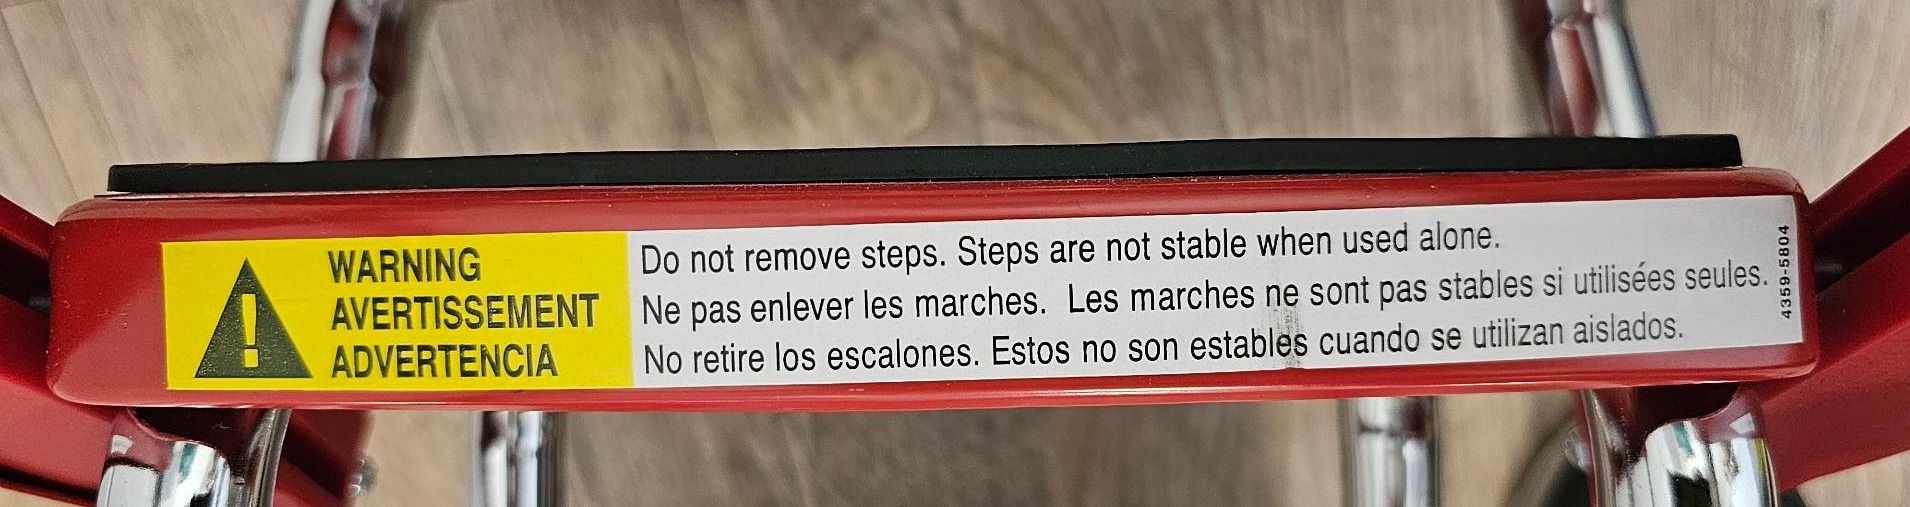 WARNING
AVERTISSEMENT
ADVERTENCIA
Do not remove steps. Steps are not stable when used alone.
Ne pas enlever les marches. Les marches ne sont pas stables si utilisées seules.
No retire los escalones. Estos no son estables cuando se utilizan aislados.
4359-5804